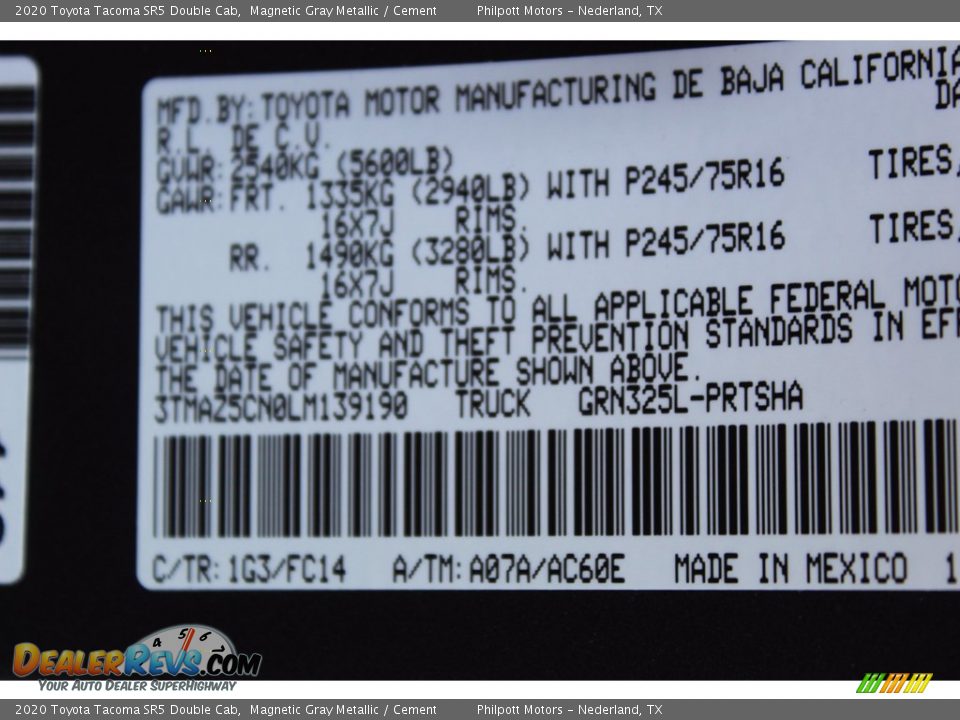 2020 Toyota Tacoma SR5 Double Cab, Magnetic Gray Metallic / Cement Philpott Motors – Nederland, TX
MFD.BY:TOYOTA MOTOR MANUFACTURING DE BAJA CALIFORNIA
R.L. DE C.V. DA
GVWR:2540KG (5600LB)
GAWR:FRT. 1335KG (2940LB) WITH P245/75R16 TIRES,
16X7J RIMS.
RR. 1490KG (3280LB) WITH P245/75R16 TIRES,
16X7J RIMS.
THIS VEHICLE CONFORMS TO ALL APPLICABLE FEDERAL MOTO
VEHICLE SAFETY AND THEFT PREVENTION STANDARDS IN EFF
THE DATE OF MANUFACTURE SHOWN ABOVE.
3TMAZ5CN0LM139190 TRUCK GRN325L-PRTSHA
C/TR:1G3/FC14 A/TM:A07A/AC60E MADE IN MEXICO 1
4 5 6
DEALERREVS.COM
YOUR AUTO DEALER SUPERHIGHWAY
2020 Toyota Tacoma SR5 Double Cab, Magnetic Gray Metallic / Cement Philpott Motors – Nederland, TX